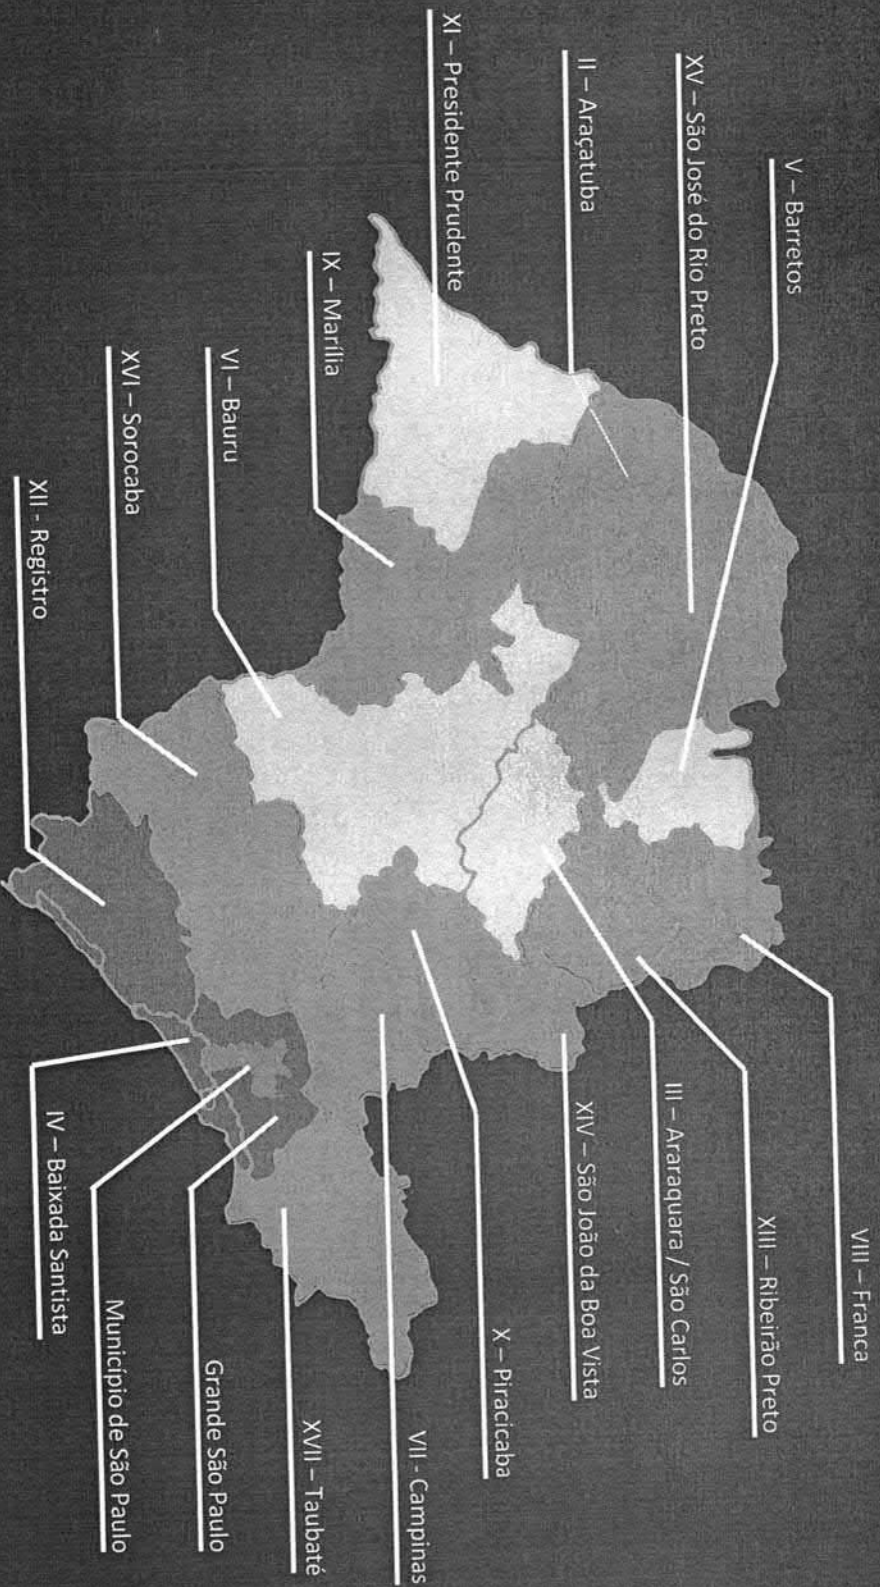 V – Barretos
XV – São José do Rio Preto
II – Araçatuba
XI – Presidente Prudente
IX – Marília
VI – Bauru
XVI – Sorocaba
XII - Registro
VIII – Franca
XIII – Ribeirão Preto
III – Araraquara / São Carlos
XIV – São João da Boa Vista
X – Piracicaba
VII - Campinas
XVII – Taubaté
Grande São Paulo
Município de São Paulo
IV – Baixada Santista